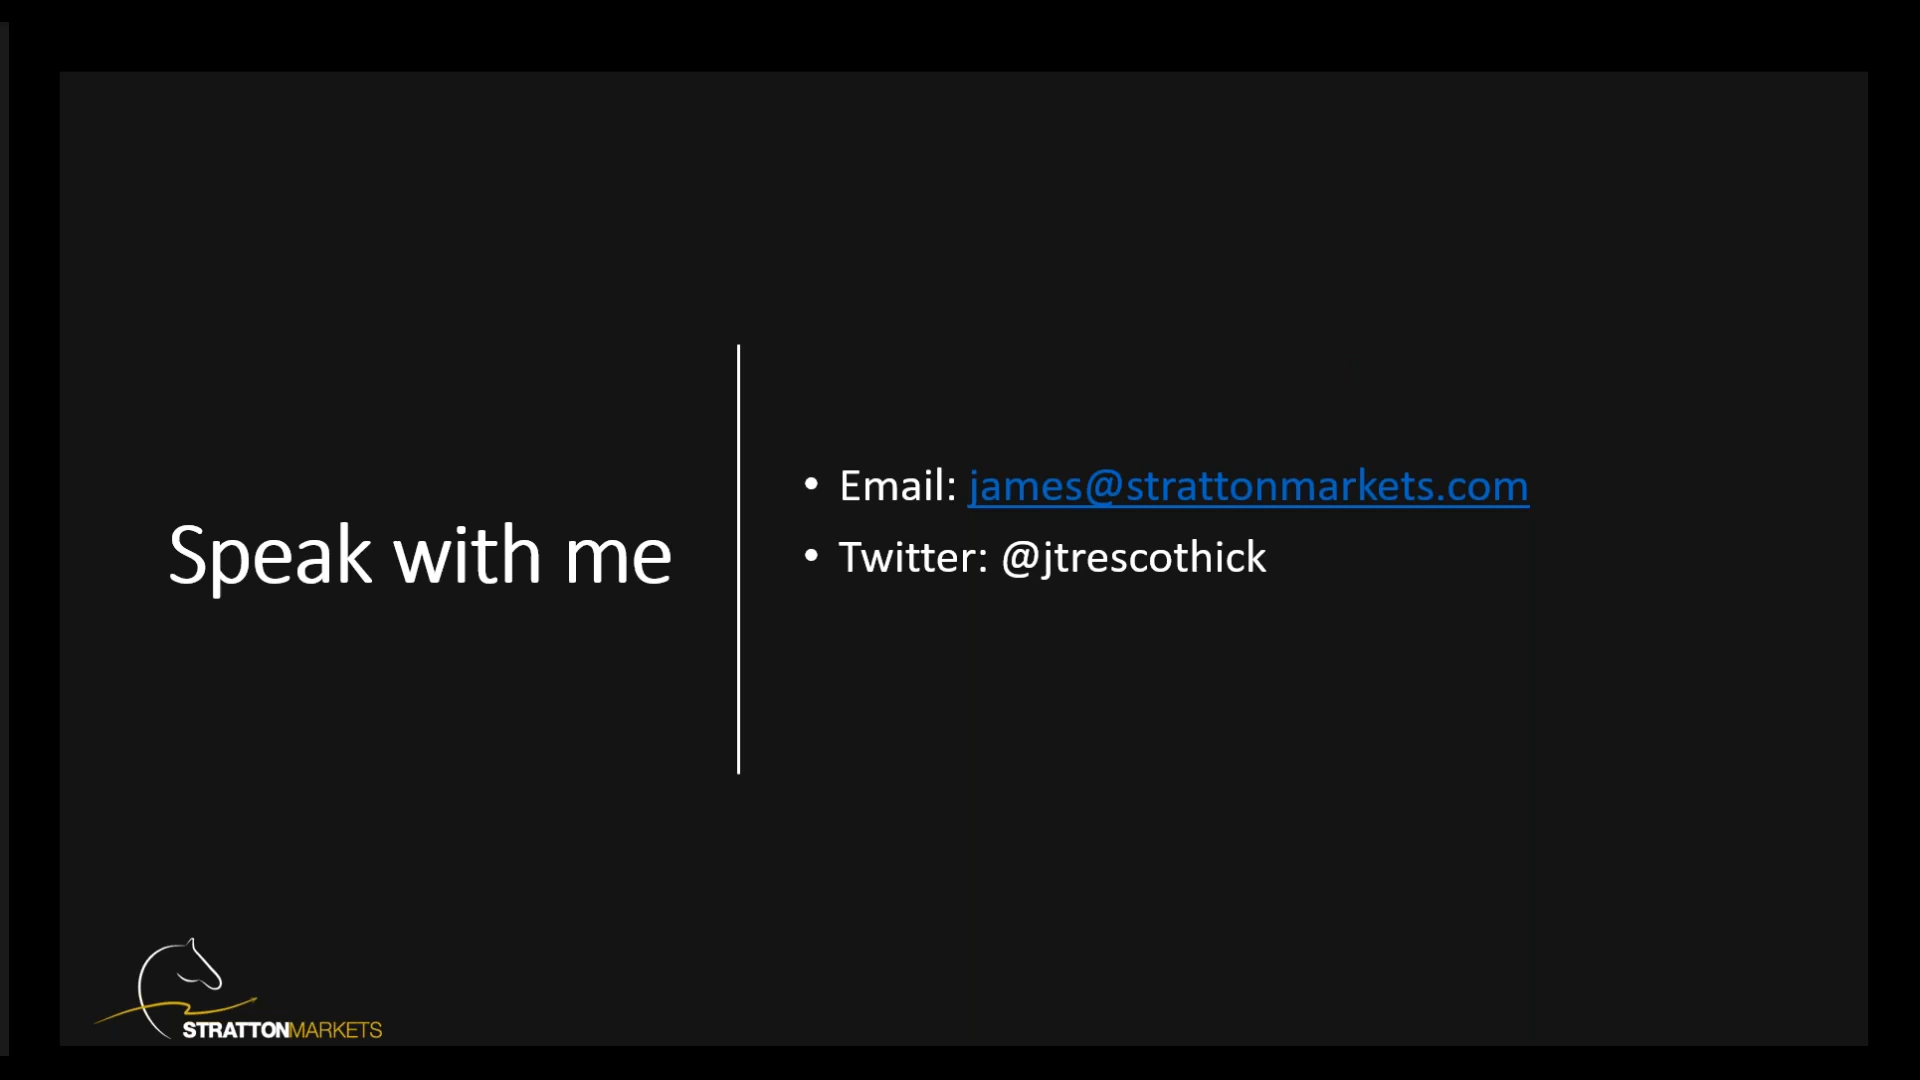 Speak with me
• Email: james@strattonmarkets.com
• Twitter: @jtrescothick
STRATTONMARKETS